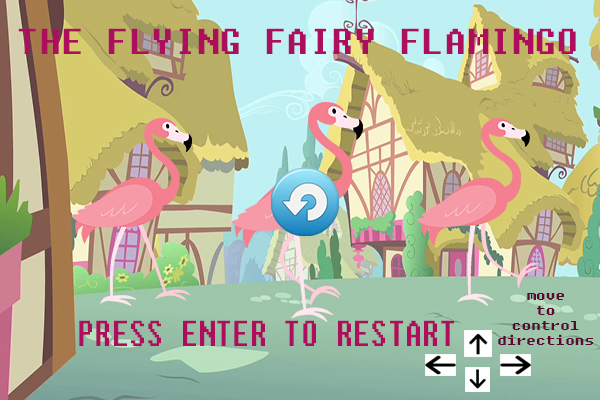 THE FLYING FAIRY FLAMINGO
PRESS ENTER TO RESTART
move
to
control
directions